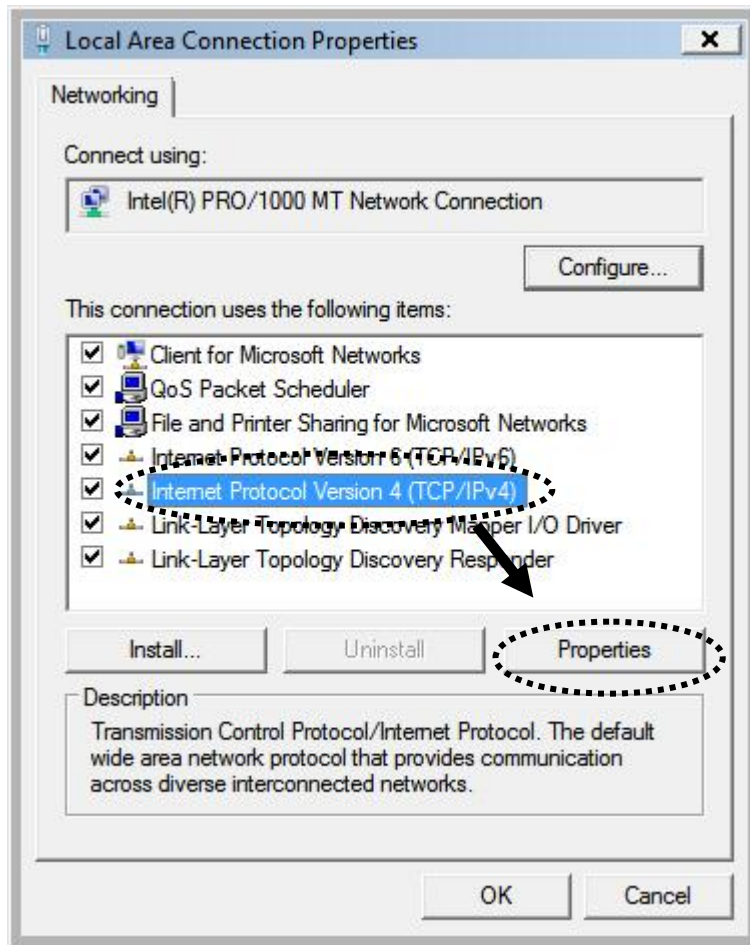 Local Area Connection Properties
Networking
Connect using:
Intel(R) PRO/1000 MT Network Connection
Configure...
This connection uses the following items:
Client for Microsoft Networks
QoS Packet Scheduler
File and Printer Sharing for Microsoft Networks
Internet Protocol Version 6 (TCP/IPv6)
Internet Protocol Version 4 (TCP/IPv4)
Link-Layer Topology Discovery Mapper I/O Driver
Link-Layer Topology Discovery Responder
Install... Uninstall Properties
Description
Transmission Control Protocol/Internet Protocol. The default
wide area network protocol that provides communication
across diverse interconnected networks.
OK Cancel